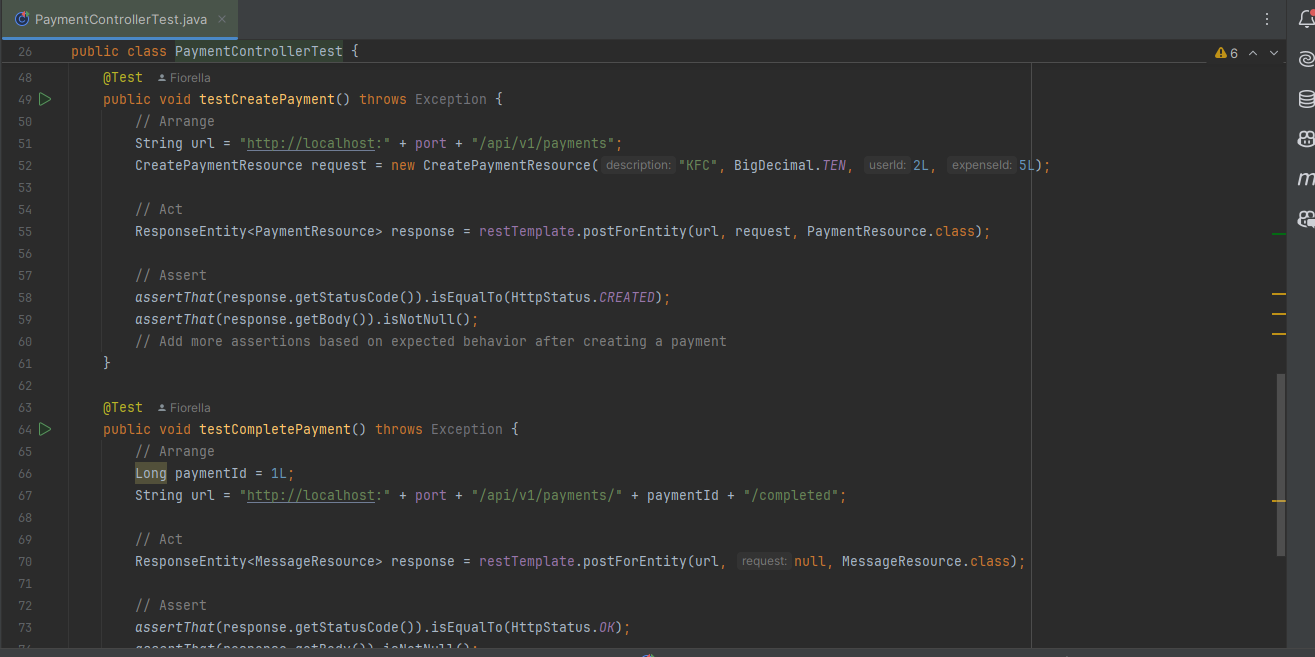 PaymentControllerTest.java
26 public class PaymentControllerTest {
6
48 @Test Fiorella
49 public void testCreatePayment() throws Exception {
50 // Arrange
51 String url = "http://localhost:" + port + "/api/v1/payments";
52 CreatePaymentResource request = new CreatePaymentResource( description: "KFC", BigDecimal.TEN, userId: 2L, expenseId: 5L);
53
54 // Act
55 ResponseEntity<PaymentResource> response = restTemplate.postForEntity(url, request, PaymentResource.class);
56
57 // Assert
58 assertThat(response.getStatusCode()).isEqualTo(HttpStatus.CREATED);
59 assertThat(response.getBody()).isNotNull();
60 // Add more assertions based on expected behavior after creating a payment
61 }
62
63 @Test Fiorella
64 public void testCompletePayment() throws Exception {
65 // Arrange
66 Long paymentId = 1L;
67 String url = "http://localhost:" + port + "/api/v1/payments/" + paymentId + "/completed";
68
69 // Act
70 ResponseEntity<MessageResource> response = restTemplate.postForEntity(url, request: null, MessageResource.class);
71
72 // Assert
73 assertThat(response.getStatusCode()).isEqualTo(HttpStatus.OK);
74 assertThat(response.getBody()).isNotNull();